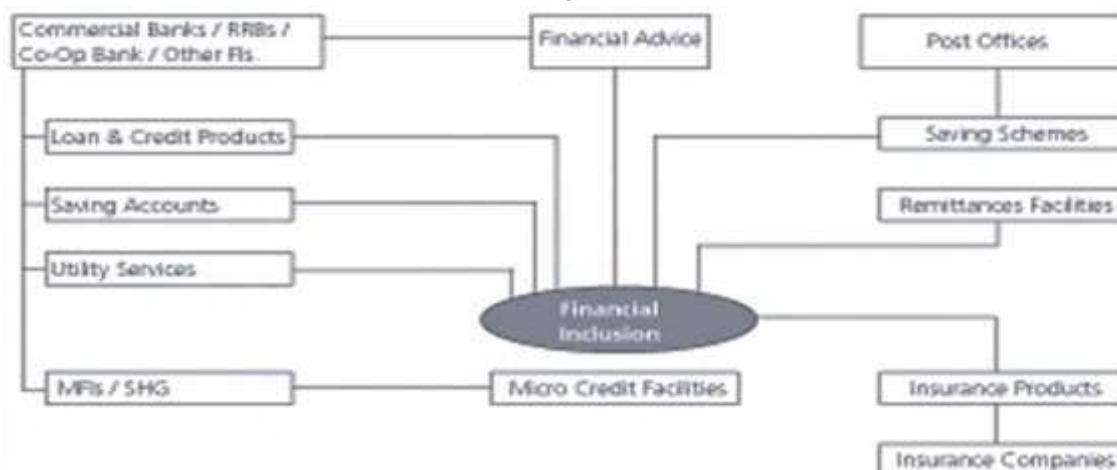 Commercial Banks / RRBs /
Co-Op Bank / Other FIs.
Financial Advice
Post Offices
Loan & Credit Products
Saving Schemes
Saving Accounts
Remittances Facilities
Utility Services
Financial
Inclusion
MFIs / SHG
Micro Credit Facilities
Insurance Products
Insurance Companies